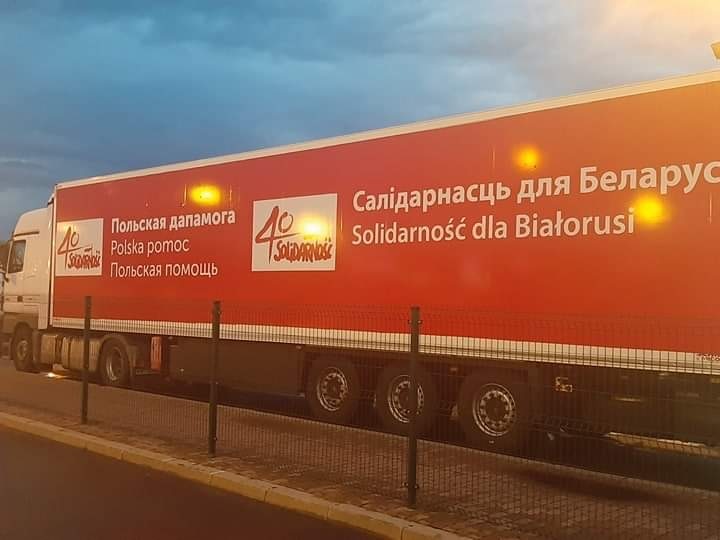 40
SOLIDARNOŚĆ
Польская дапамога
Polska pomoc
Польская помощь
40
SOLIDARNOŚĆ
Салідарнасць для Беларус
Solidarność dla Białorusi